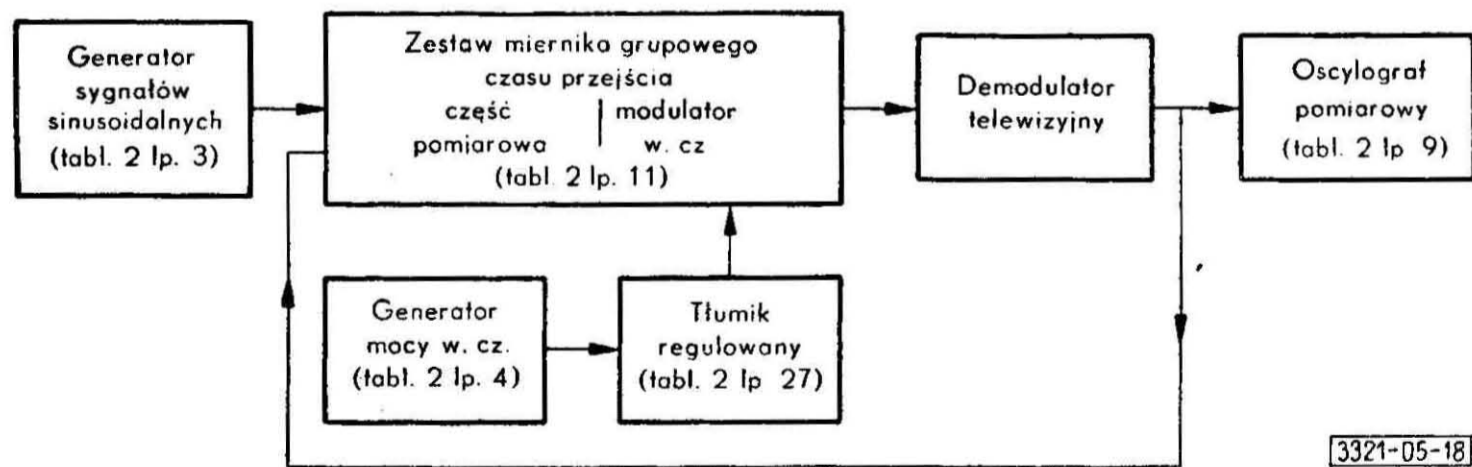 Generator
sygnałów
sinusoidalnych
(tabl. 2 lp. 3)
Zestaw miernika grupowego
czasu przejścia
część | modulator
pomiarowa | w. cz
(tabl. 2 lp. 11)
Demodulator
telewizyjny
Oscylograf
pomiarowy
(tabl. 2 lp 9)
Generator
mocy w. cz.
(tabl. 2 lp. 4)
Tłumik
regulowany
(tabl. 2 lp 27)
3321-05-18